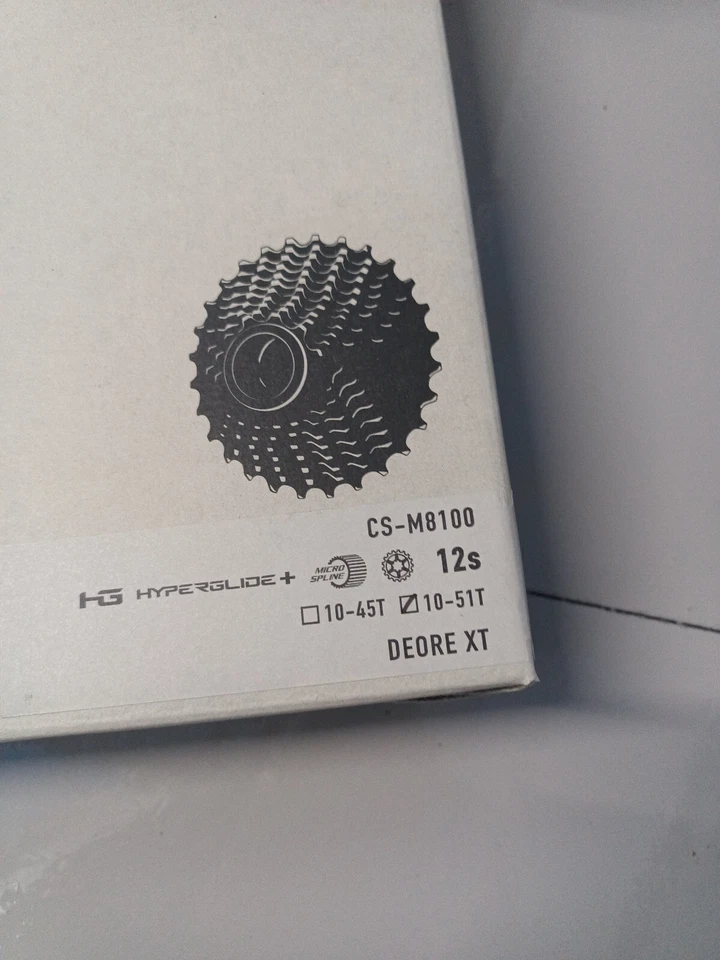 CS-M8100
HG HYPERGLIDE+ MICRO SPLINE 12s
10-45T 10-51T
DEORE XT